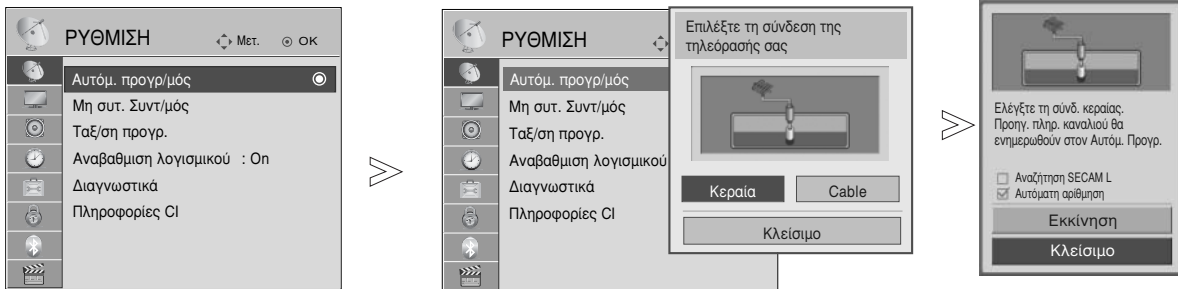 ΡΥΘΜΙΣΗ Μετ. OK
Αυτόμ. προγρ/μός
Μη συτ. Συντ/μός
Ταξ/ση προγρ.
Αναβαθμιση λογισμικού : On
Διαγνωστικά
Πληροφορίες CI
ΡΥΘΜΙΣΗ
Αυτόμ. προγρ/μός
Μη συτ. Συντ/μός
Ταξ/ση προγρ.
Αναβαθμιση λογισμικού
Διαγνωστικά
Πληροφορίες CI
Επιλέξτε τη σύνδεση της
τηλεόρασής σας
Κεραία Cable
Κλείσιμο
Ελέγξτε τη σύνδ. κεραίας.
Προηγ. πληρ. καναλιού θα
ενημερωθούν στον Αυτόμ. Προγρ.
Αναζήτηση SECAM L
Αυτόματη αρίθμηση
Εκκίνηση
Κλείσιμο